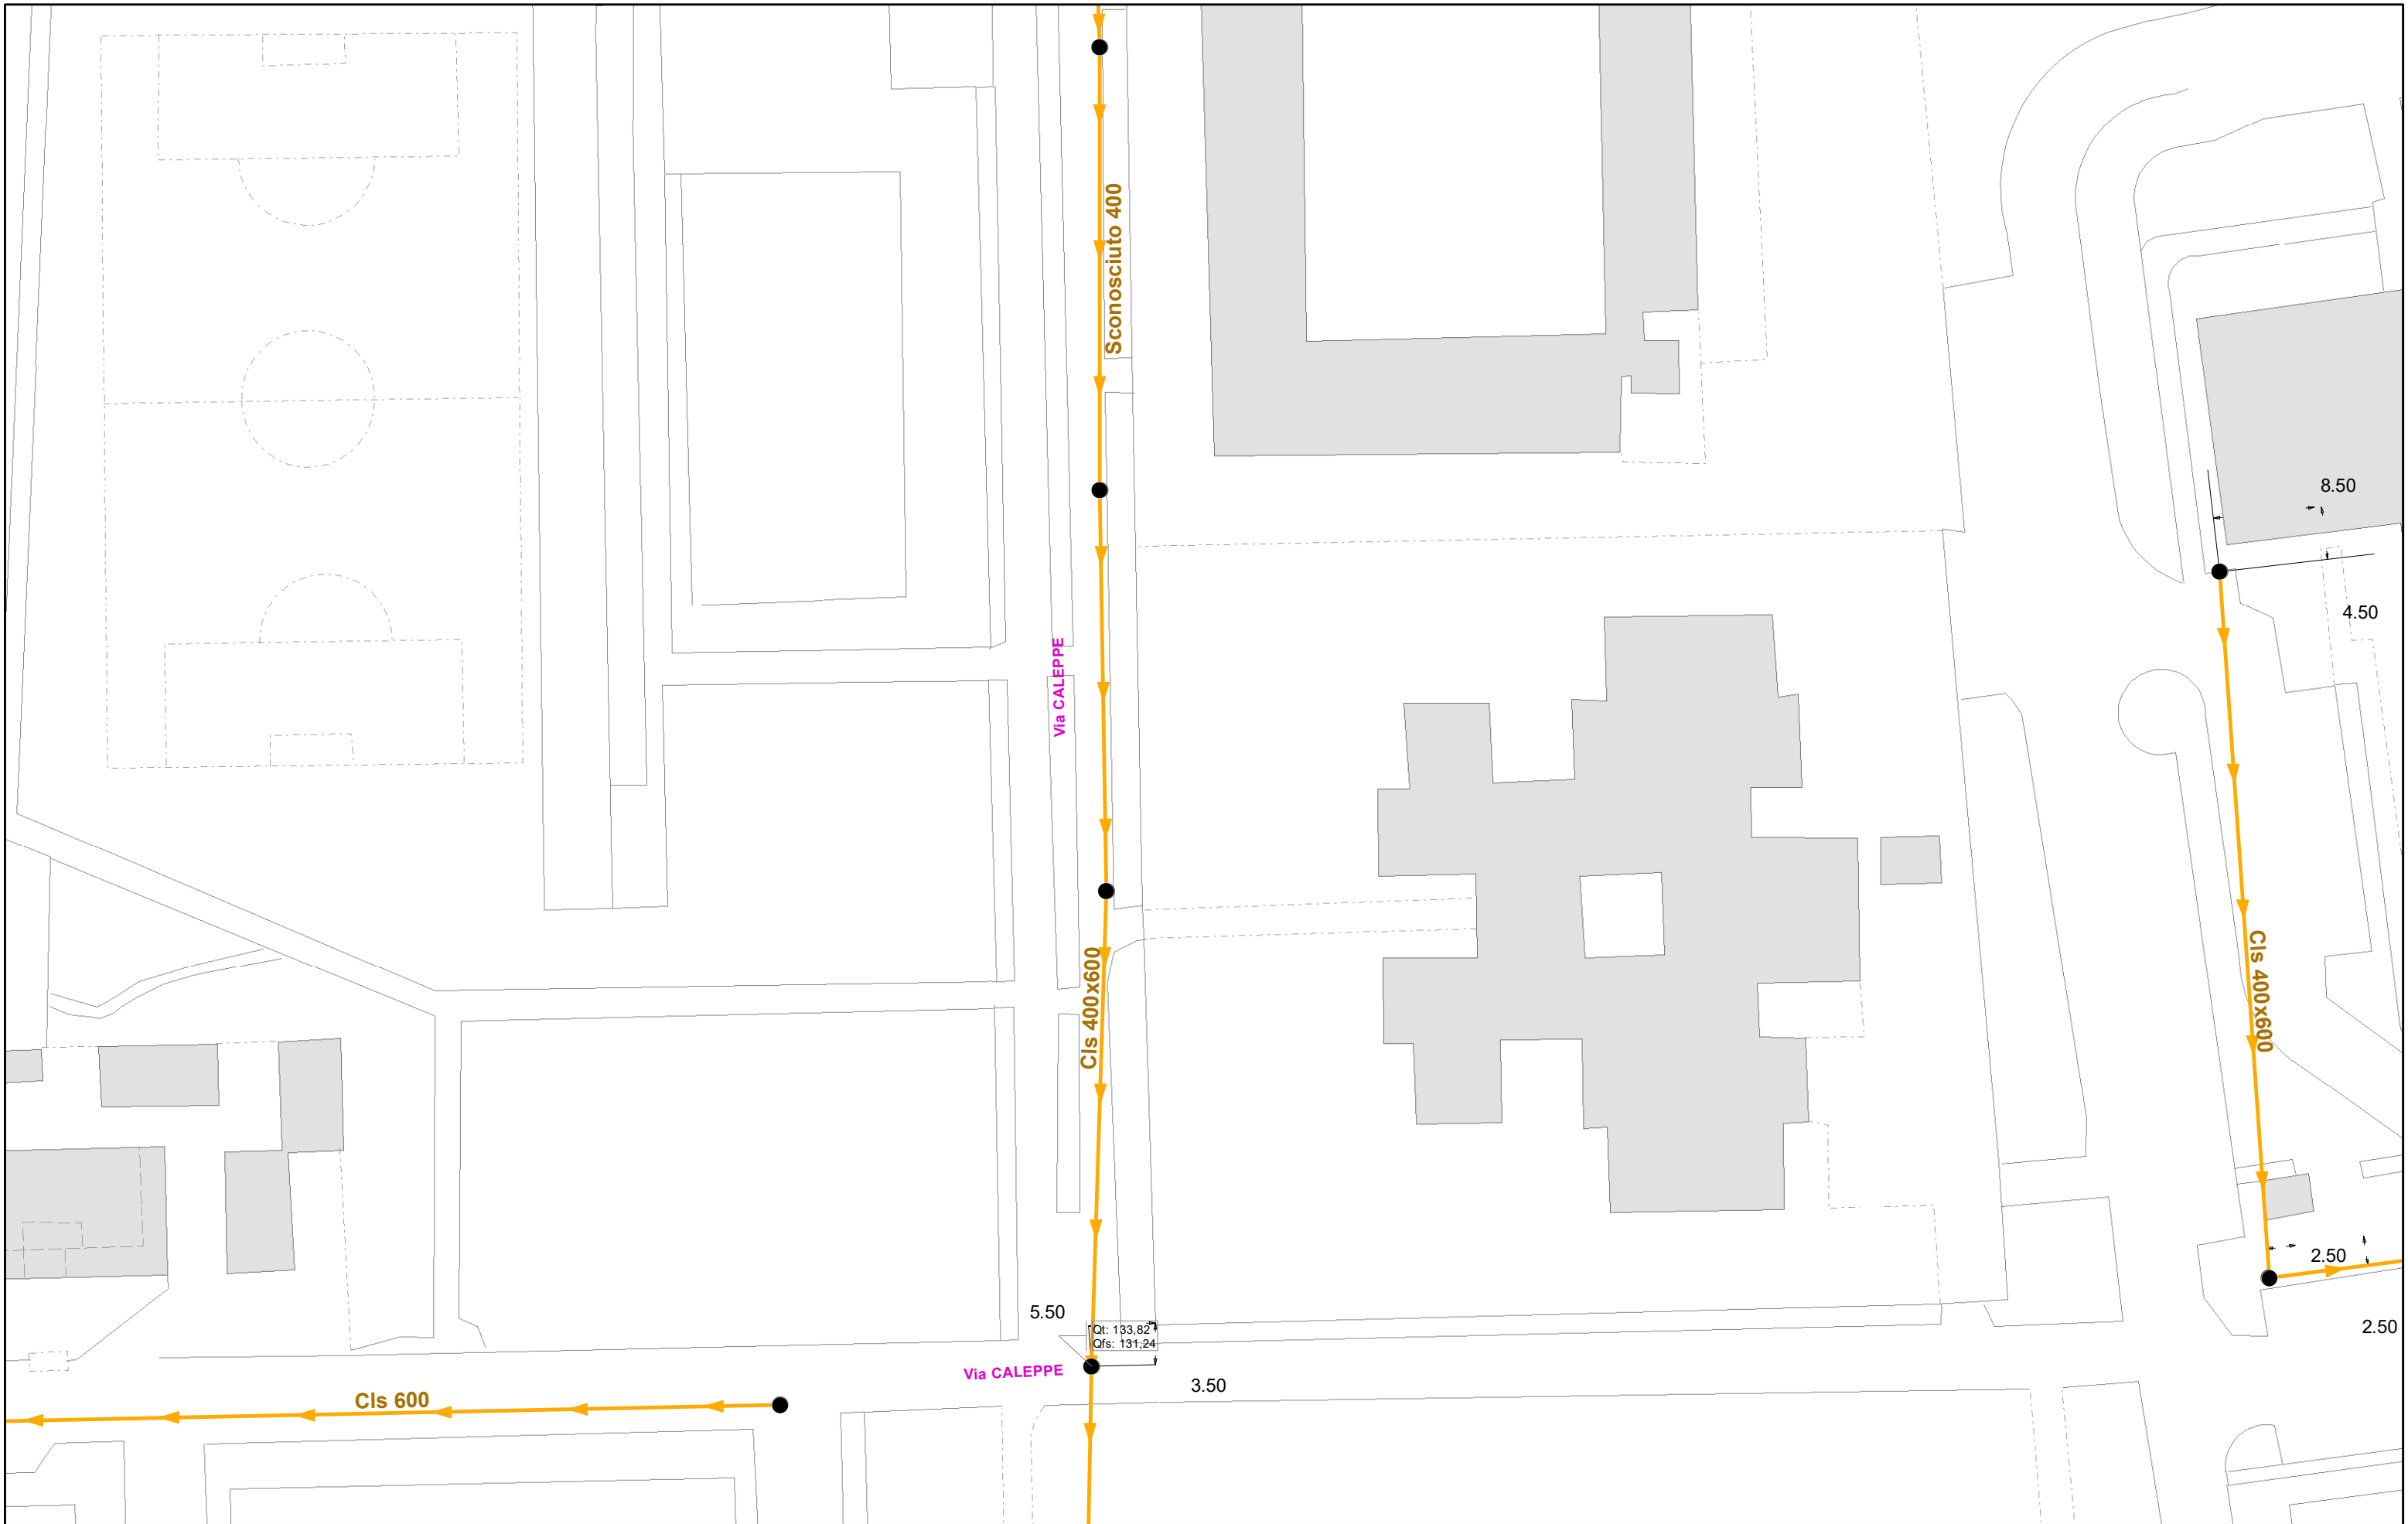 Sconosciuto 400
8.50
4.50
Via CALEPPE
Cls 400x600
Cls 400x600
2.50
5.50
Qt: 133,82
Qfs: 131,24
2.50
Via CALEPPE
3.50
Cls 600